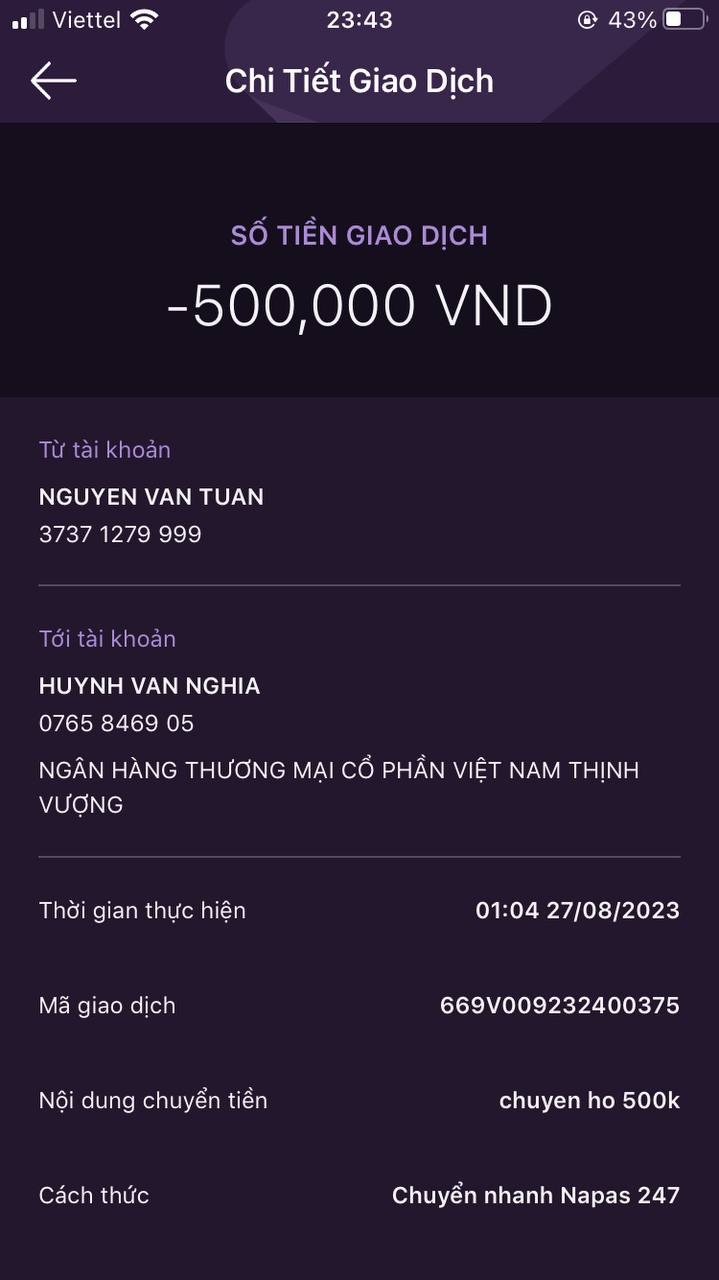 Viettel 23:43 43%
Chi Tiết Giao Dịch
SỐ TIỀN GIAO DỊCH
-500,000 VND
Từ tài khoản
NGUYEN VAN TUAN
3737 1279 999
Tới tài khoản
HUYNH VAN NGHIA
0765 8469 05
NGÂN HÀNG THƯƠNG MẠI CỔ PHẦN VIỆT NAM THỊNH
VƯỢNG
Thời gian thực hiện 01:04 27/08/2023
Mã giao dịch 669V009232400375
Nội dung chuyển tiền chuyen ho 500k
Cách thức Chuyển nhanh Napas 247